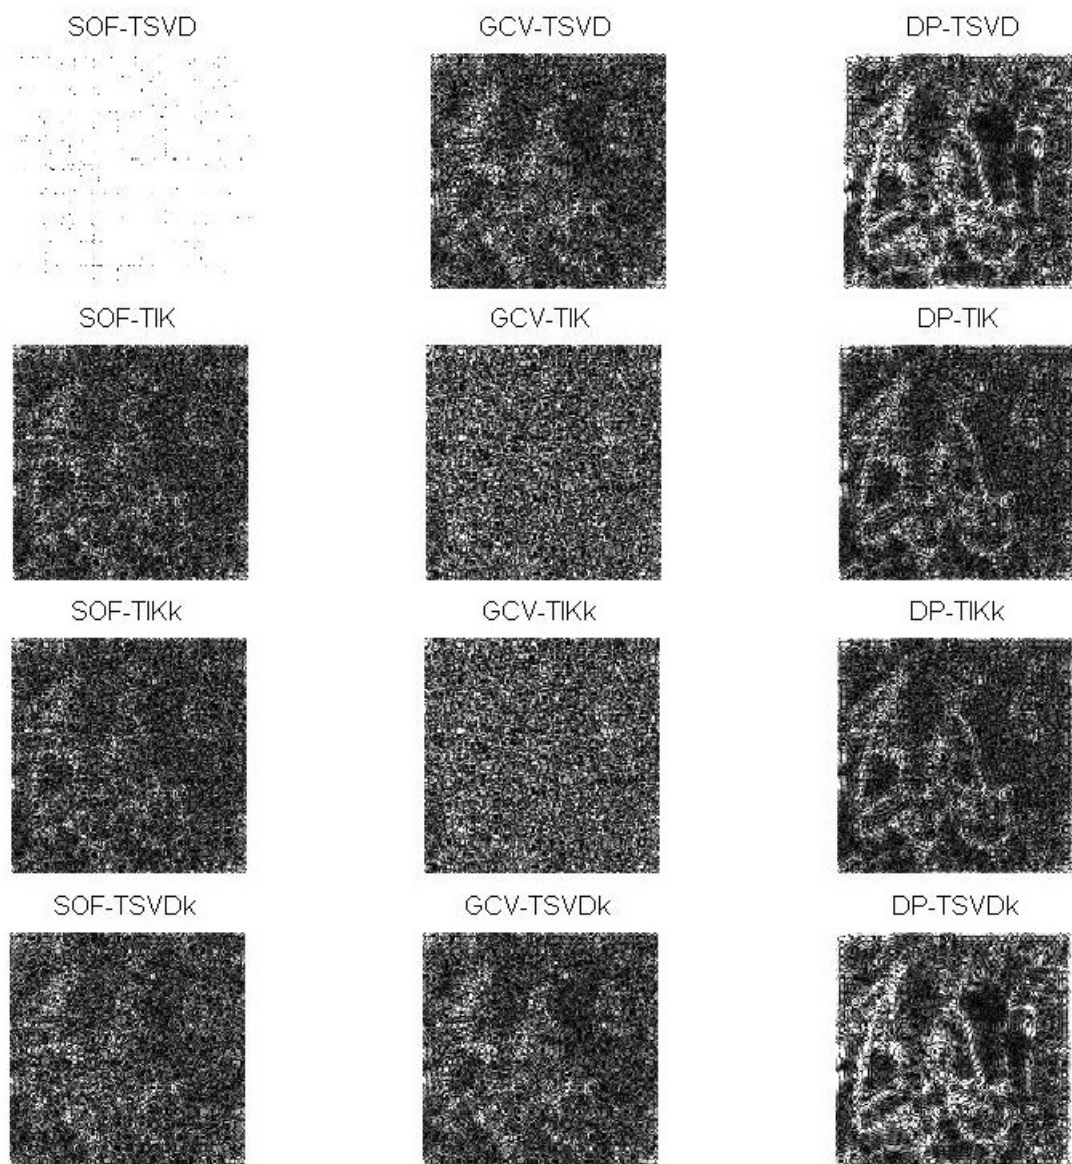 SOF-TSVD GCV-TSVD DP-TSVD
SOF-TIK GCV-TIK DP-TIK
SOF-TIKk GCV-TIKk DP-TIKk
SOF-TSVDk GCV-TSVDk DP-TSVDk